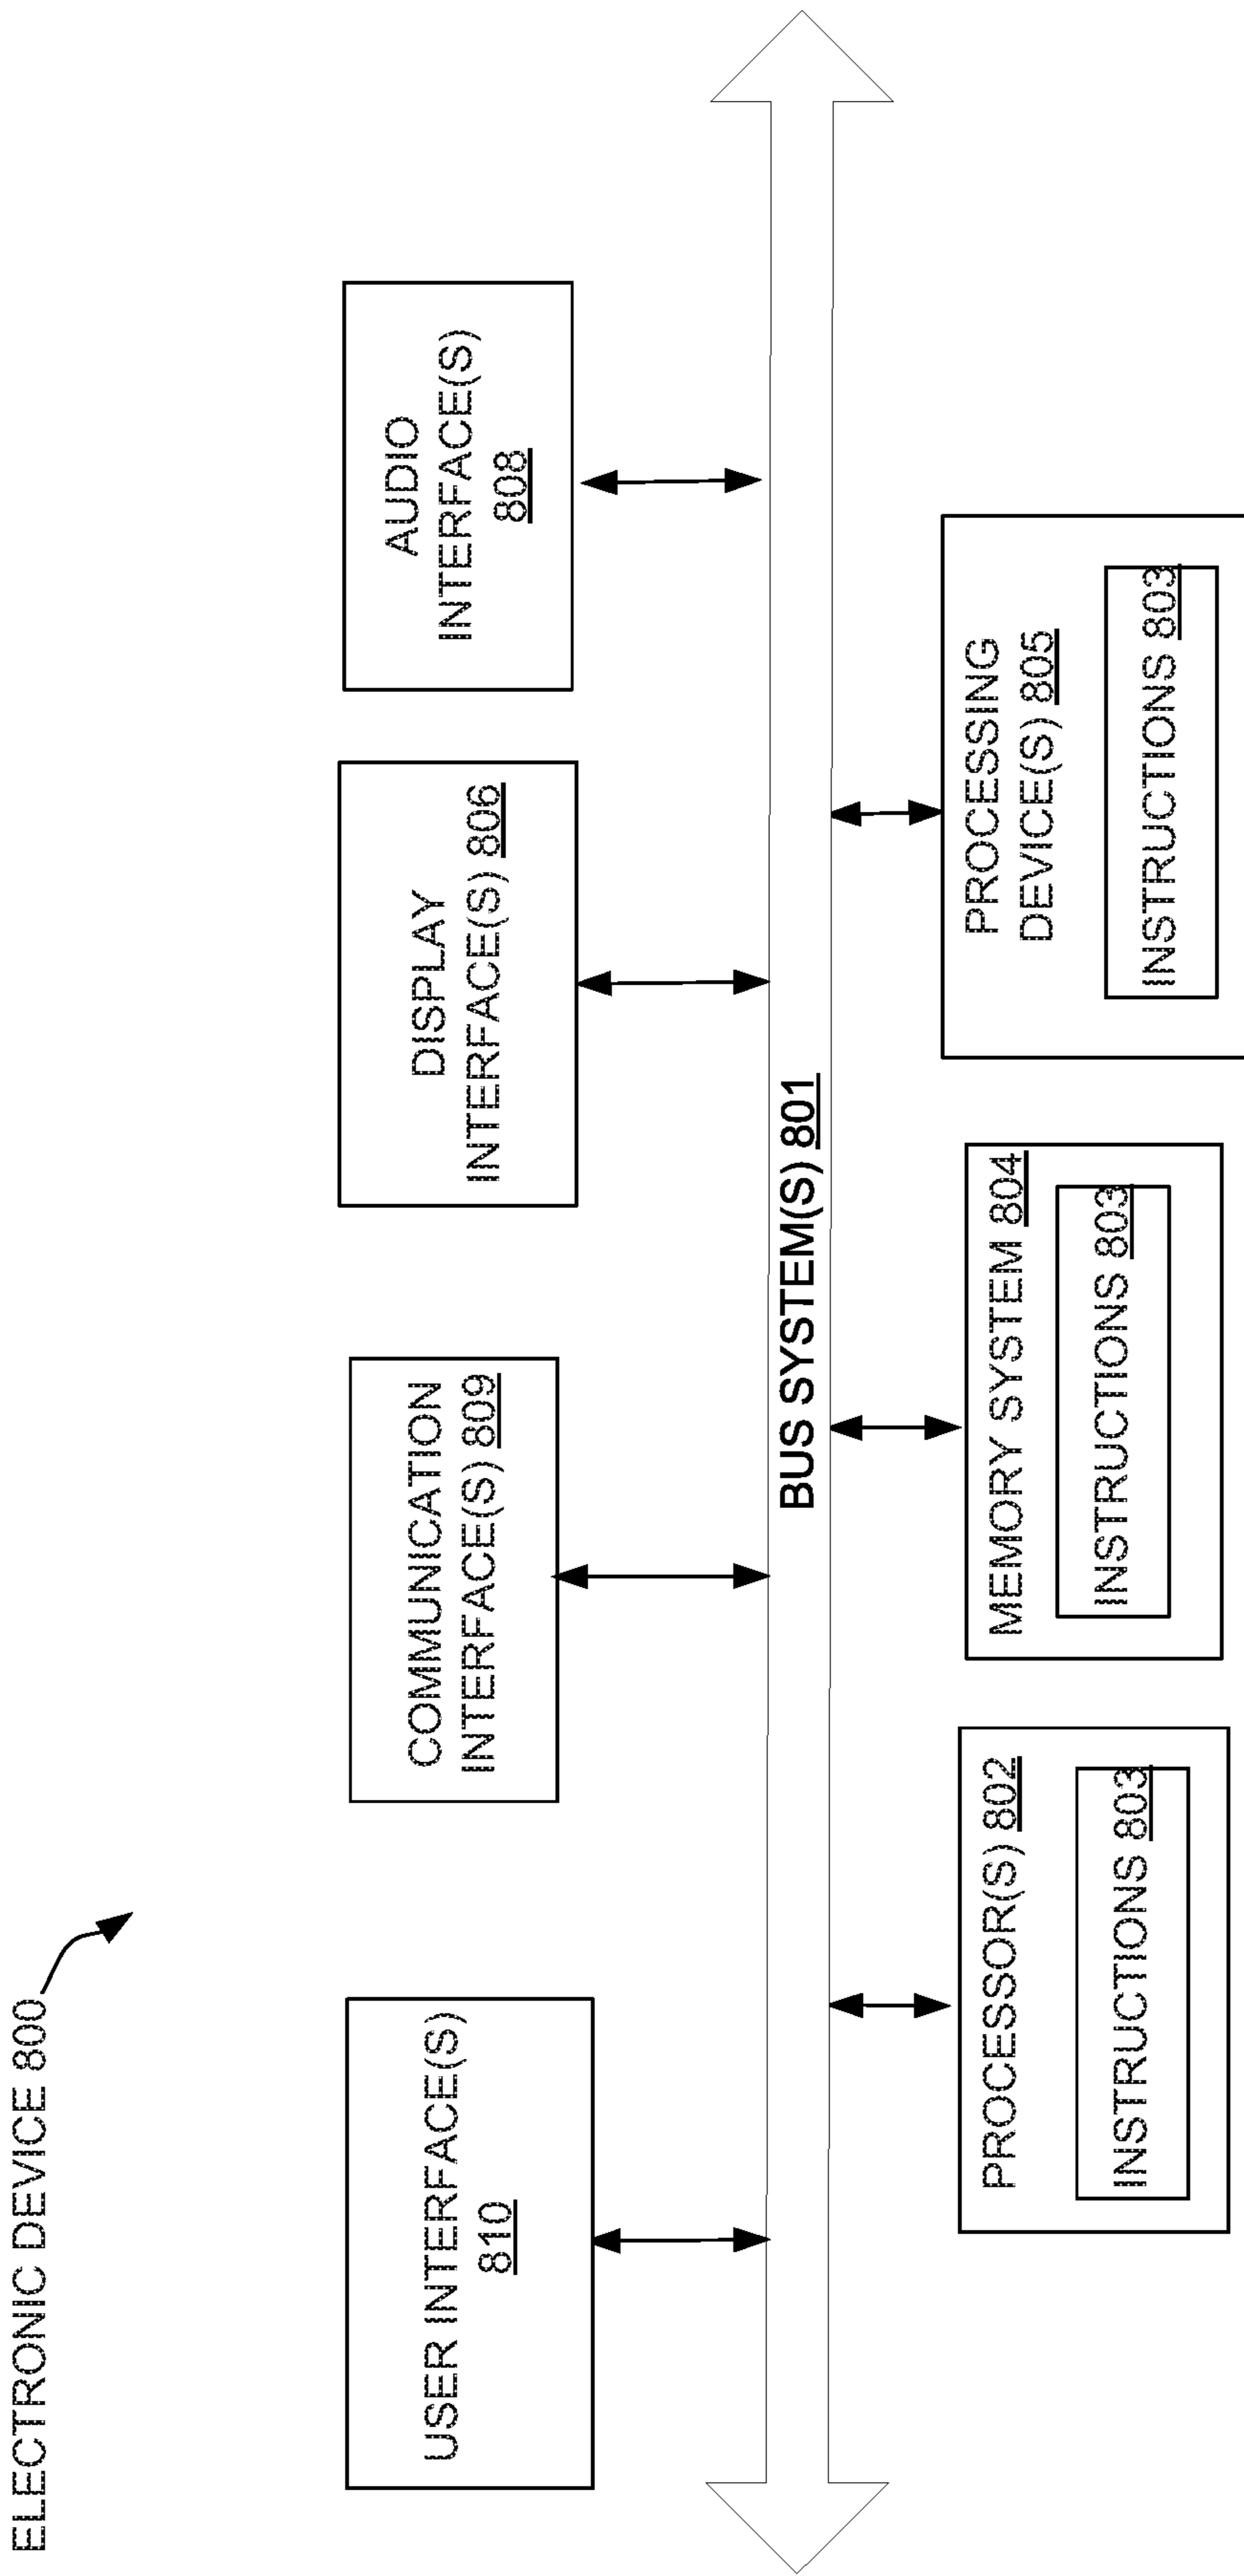 ELECTRONIC DEVICE 800
USER INTERFACE(S)
810
COMMUNICATION
INTERFACE(S) 809
DISPLAY
INTERFACE(S) 806
AUDIO
INTERFACE(S)
808
BUS SYSTEM(S) 801
PROCESSOR(S) 802
INSTRUCTIONS 803
MEMORY SYSTEM 804
INSTRUCTIONS 803
PROCESSING
DEVICE(S) 805
INSTRUCTIONS 803